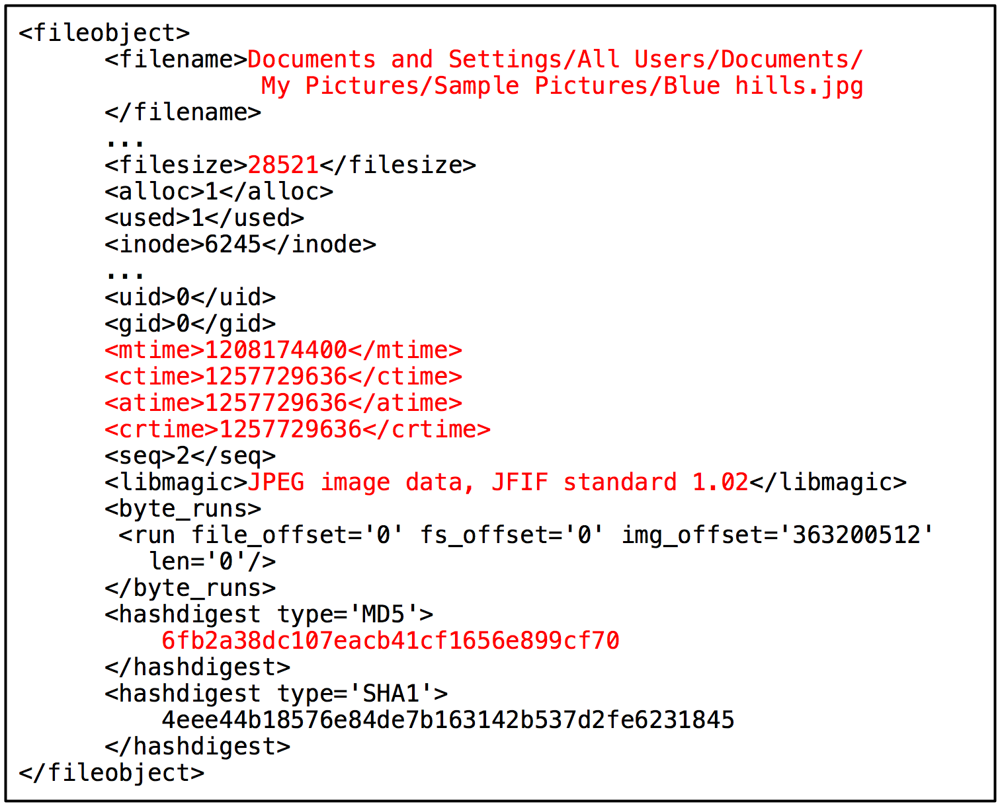 <fileobject>
<filename>Documents and Settings/All Users/Documents/
My Pictures/Sample Pictures/Blue hills.jpg
</filename>
...
<filesize>28521</filesize>
<alloc>1</alloc>
<used>1</used>
<inode>6245</inode>
...
<uid>0</uid>
<gid>0</gid>
<mtime>1208174400</mtime>
<ctime>1257729636</ctime>
<atime>1257729636</atime>
<crtime>1257729636</crtime>
<seq>2</seq>
<libmagic>JPEG image data, JFIF standard 1.02</libmagic>
<byte_runs>
<run file_offset='0' fs_offset='0' img_offset='363200512'
len='0'/>
</byte_runs>
<hashdigest type='MD5'>
6fb2a38dc107eacb41cf1656e899cf70
</hashdigest>
<hashdigest type='SHA1'>
4eee44b18576e84de7b163142b537d2fe6231845
</hashdigest>
</fileobject>